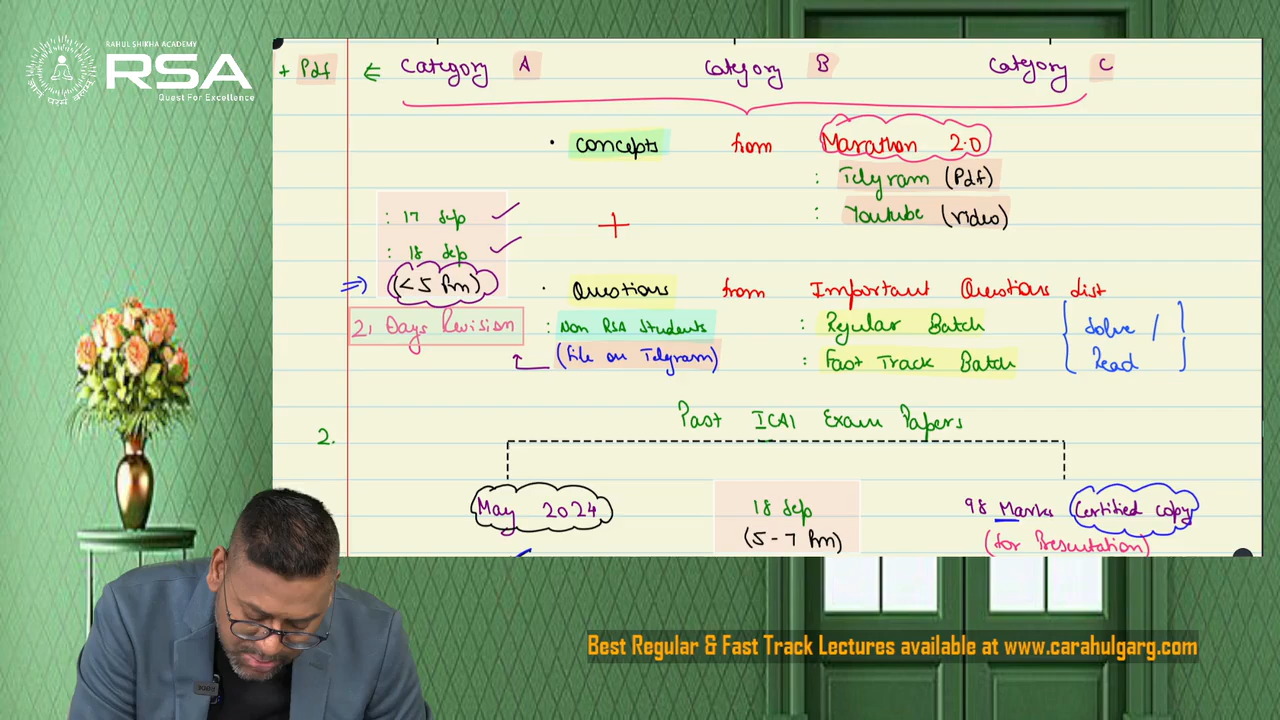 RAHUL SHIKHA ACADEMY
RSA
Quest For Excellence
+ Pdf ⇐ Category A Category B Category C
• Concepts from Marathon 2.0
: Telgram (Pdf)
: Youtube (Video)
: 17 Sep ✓
+
: 18 Sep ✓
⇒ (<5 Pm)
• Questions from Important Questions list
21 Days Revision
: Non RSA Students : Regular Batch Solve /
(File on Telgram) : Fast Track Batch Read
2. Past ICAI Exam Papers
May 2024 18 Sep 98 Marks Certified copy
(5-7 Pm) (for Presentation)
Best Regular & Fast Track Lectures available at www.carahulgarg.com